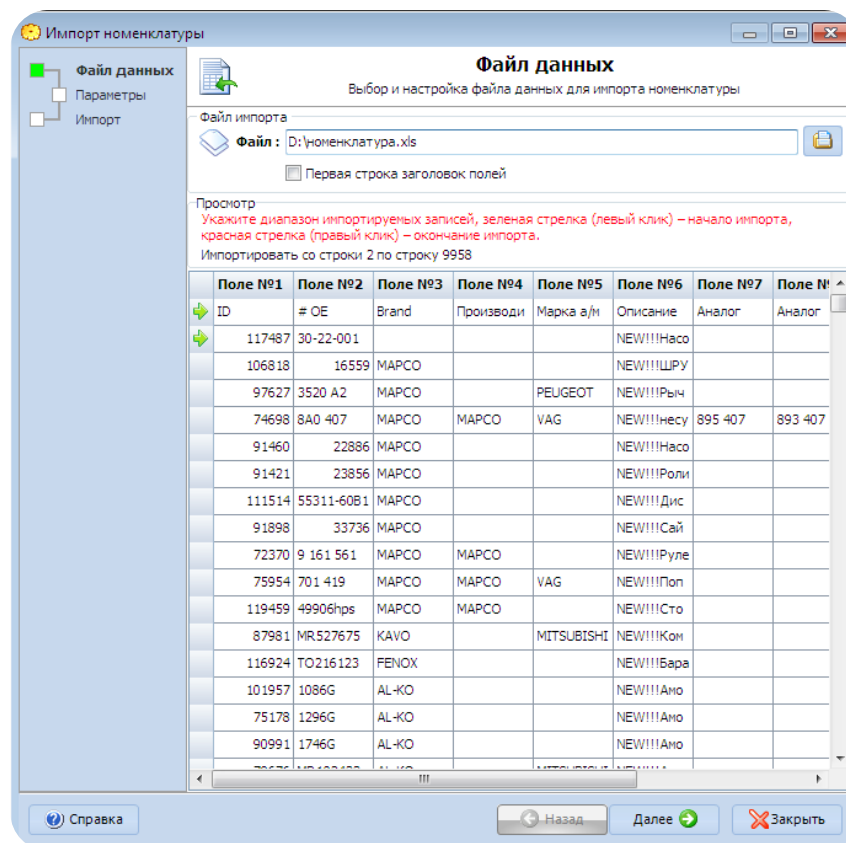 Импорт номенклатуры
Файл данных
Параметры
Импорт
Файл данных
Выбор и настройка файла данных для импорта номенклатуры
Файл импорта
Файл : D:\номенклатура.xls
Первая строка заголовок полей
Просмотр
Укажите диапазон импортируемых записей, зеленая стрелка (левый клик) – начало импорта,
красная стрелка (правый клик) – окончание импорта.
Импортировать со строки 2 по строку 9958
Поле №1 Поле №2 Поле №3 Поле №4 Поле №5 Поле №6 Поле №7 Поле №
ID # OE Brand Производи Марка а/м Описание Аналог Аналог
117487 30-22-001 NEW!!!Насо
106818 16559 MAPCO NEW!!!ШРУ
97627 3520 A2 MAPCO PEUGEOT NEW!!!Рыч
74698 8A0 407 MAPCO MAPCO VAG NEW!!!несу 895 407 893 407
91460 22886 MAPCO NEW!!!Насо
91421 23856 MAPCO NEW!!!Роли
111514 55311-60B1 MAPCO NEW!!!Дис
91898 33736 MAPCO NEW!!!Сай
72370 9 161 561 MAPCO MAPCO NEW!!!Руле
75954 701 419 MAPCO MAPCO VAG NEW!!!Поп
119459 49906hps MAPCO MAPCO NEW!!!Сто
87981 MR527675 KAVO MITSUBISHI NEW!!!Ком
116924 TO216123 FENOX NEW!!!Бара
101957 1086G AL-KO NEW!!!Амо
75178 1296G AL-KO NEW!!!Амо
90991 1746G AL-KO NEW!!!Амо
Справка Назад Далее Закрыть